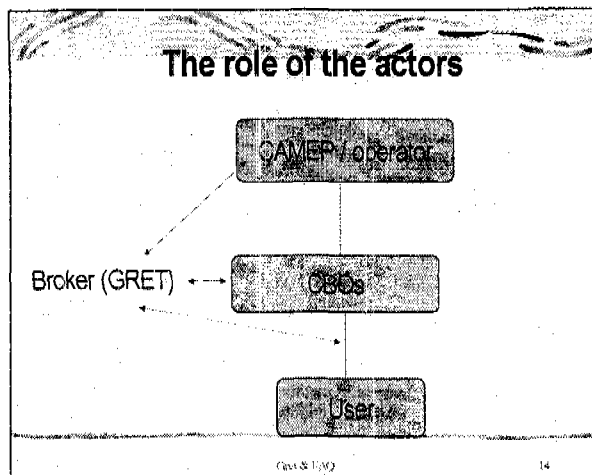 The role of the actors
CAMEP / operator
Broker (GRET)
CBOs
User
14